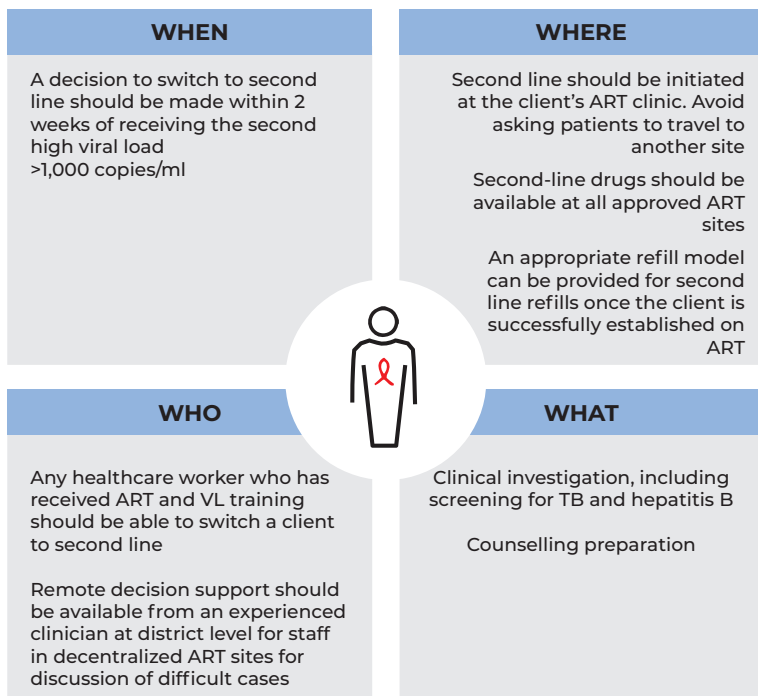 WHEN
A decision to switch to second
line should be made within 2
weeks of receiving the second
high viral load
>1,000 copies/ml
WHERE
Second line should be initiated
at the client's ART clinic. Avoid
asking patients to travel to
another site
Second-line drugs should be
available at all approved ART
sites
An appropriate refill model
can be provided for second
line refills once the client is
successfully established on
ART
WHO
Any healthcare worker who has
received ART and VL training
should be able to switch a client
to second line
Remote decision support should
be available from an experienced
clinician at district level for staff
in decentralized ART sites for
discussion of difficult cases
WHAT
Clinical investigation, including
screening for TB and hepatitis B
Counselling preparation